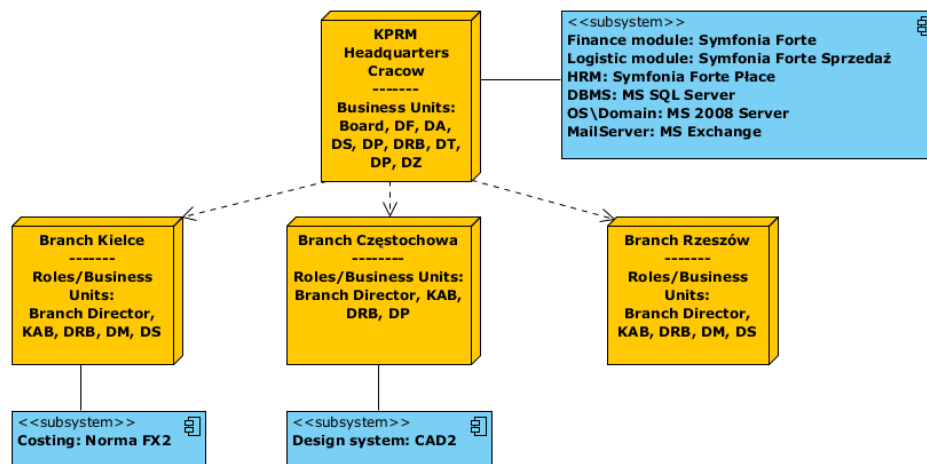 KPRM
Headquarters
Cracow
-------
Business Units:
Board, DF, DA,
DS, DP, DRB, DT,
DP, DZ
<<subsystem>>
Finance module: Symfonia Forte
Logistic module: Symfonia Forte Sprzedaż
HRM: Symfonia Forte Płace
DBMS: MS SQL Server
OS\Domain: MS 2008 Server
MailServer: MS Exchange
Branch Kielce
-------
Roles/Business
Units:
Branch Director,
KAB, DRB, DM, DS
Branch Częstochowa
--------
Roles/Business Units:
Branch Director, KAB,
DRB, DP
Branch Rzeszów
-------
Roles/Business
Units:
Branch Director,
KAB, DRB, DM, DS
<<subsystem>>
Costing: Norma FX2
<<subsystem>>
Design system: CAD2